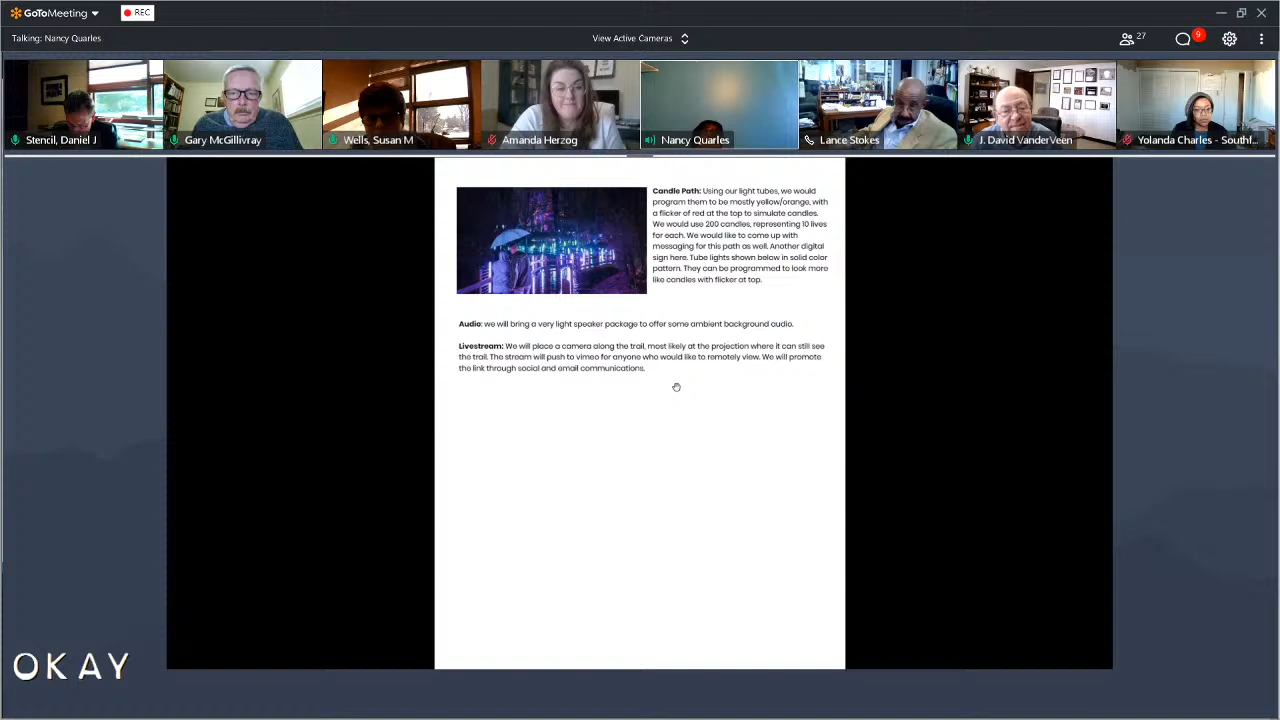 GoToMeeting
REC
Talking: Nancy Quarles
View Active Cameras
27
9
Stencil, Daniel J
Gary McGillivray
Wells, Susan M
Amanda Herzog
Nancy Quarles
Lance Stokes
J. David VanderVeen
Yolanda Charles - Southf...
Candle Path: Using our light tubes, we would
program them to be mostly yellow/orange, with
a flicker of red at the top to simulate candles.
We would use 200 candles, representing 10 lives
for each. We would like to come up with
messaging for this path as well. Another digital
sign here. Tube lights shown below in solid color
pattern. They can be programmed to look more
like candles with flicker at top.
Audio: we will bring a very light speaker package to offer some ambient background audio.
Livestream: We will place a camera along the trail, most likely at the projection where it can still see
the trail. The stream will push to vimeo for anyone who would like to remotely view. We will promote
the link through social and email communications.
OKAY